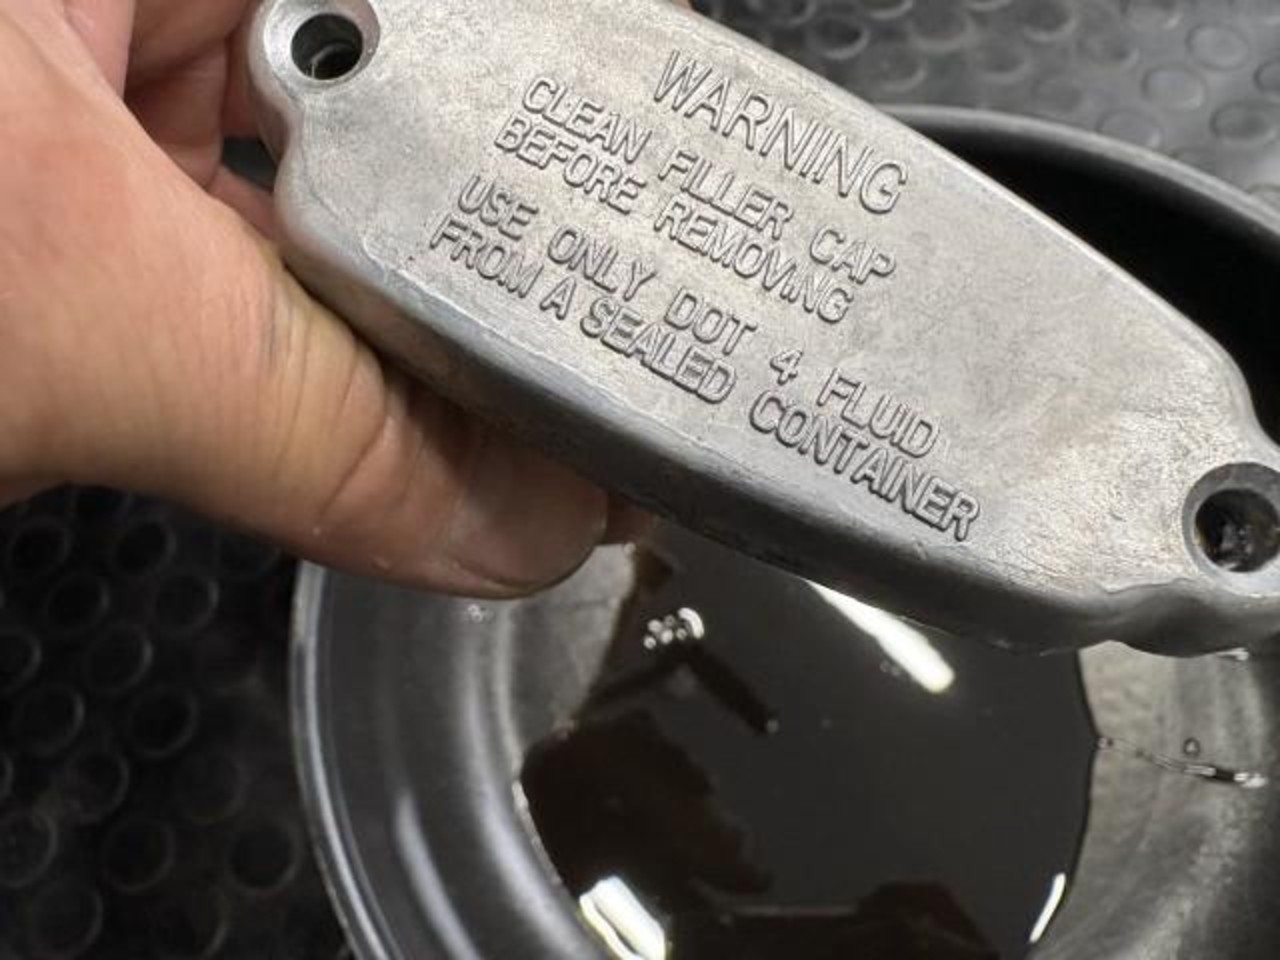 WARNING
CLEAN FILLER CAP
BEFORE REMOVING
USE ONLY DOT 4 FLUID
FROM A SEALED CONTAINER